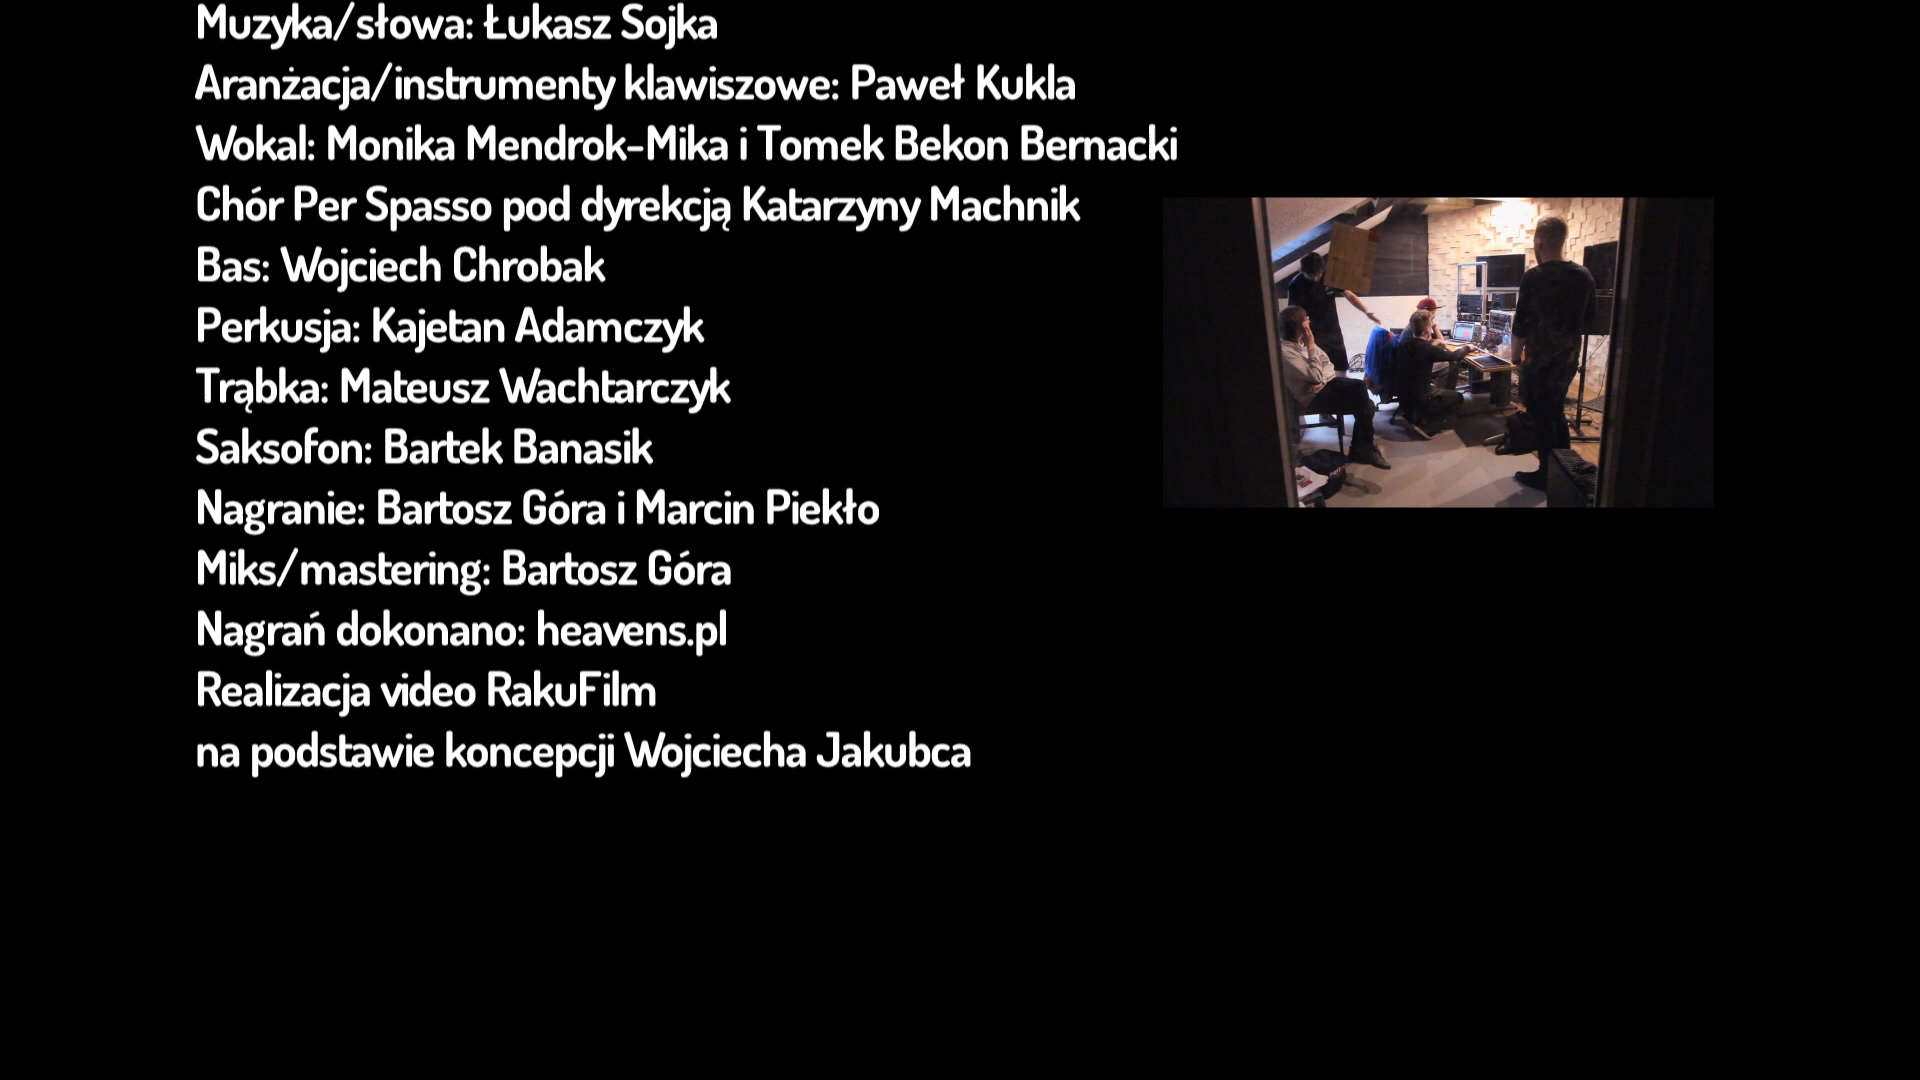 Muzyka/słowa: Łukasz Sojka
Aranżacja/instrumenty klawiszowe: Paweł Kukla
Wokal: Monika Mendrok-Mika i Tomek Bekon Bernacki
Chór Per Spasso pod dyrekcją Katarzyny Machnik
Bas: Wojciech Chrobak
Perkusja: Kajetan Adamczyk
Trąbka: Mateusz Wachtarczyk
Saksofon: Bartek Banasik
Nagranie: Bartosz Góra i Marcin Piekło
Miks/mastering: Bartosz Góra
Nagrań dokonano: heavens.pl
Realizacja video RakuFilm
na podstawie koncepcji Wojciecha Jakubca